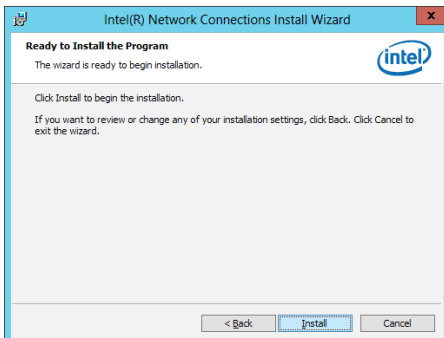 Intel(R) Network Connections Install Wizard
x
Ready to Install the Program
The wizard is ready to begin installation.
intel
Click Install to begin the installation.
If you want to review or change any of your installation settings, click Back. Click Cancel to
exit the wizard.
< Back
Install
Cancel